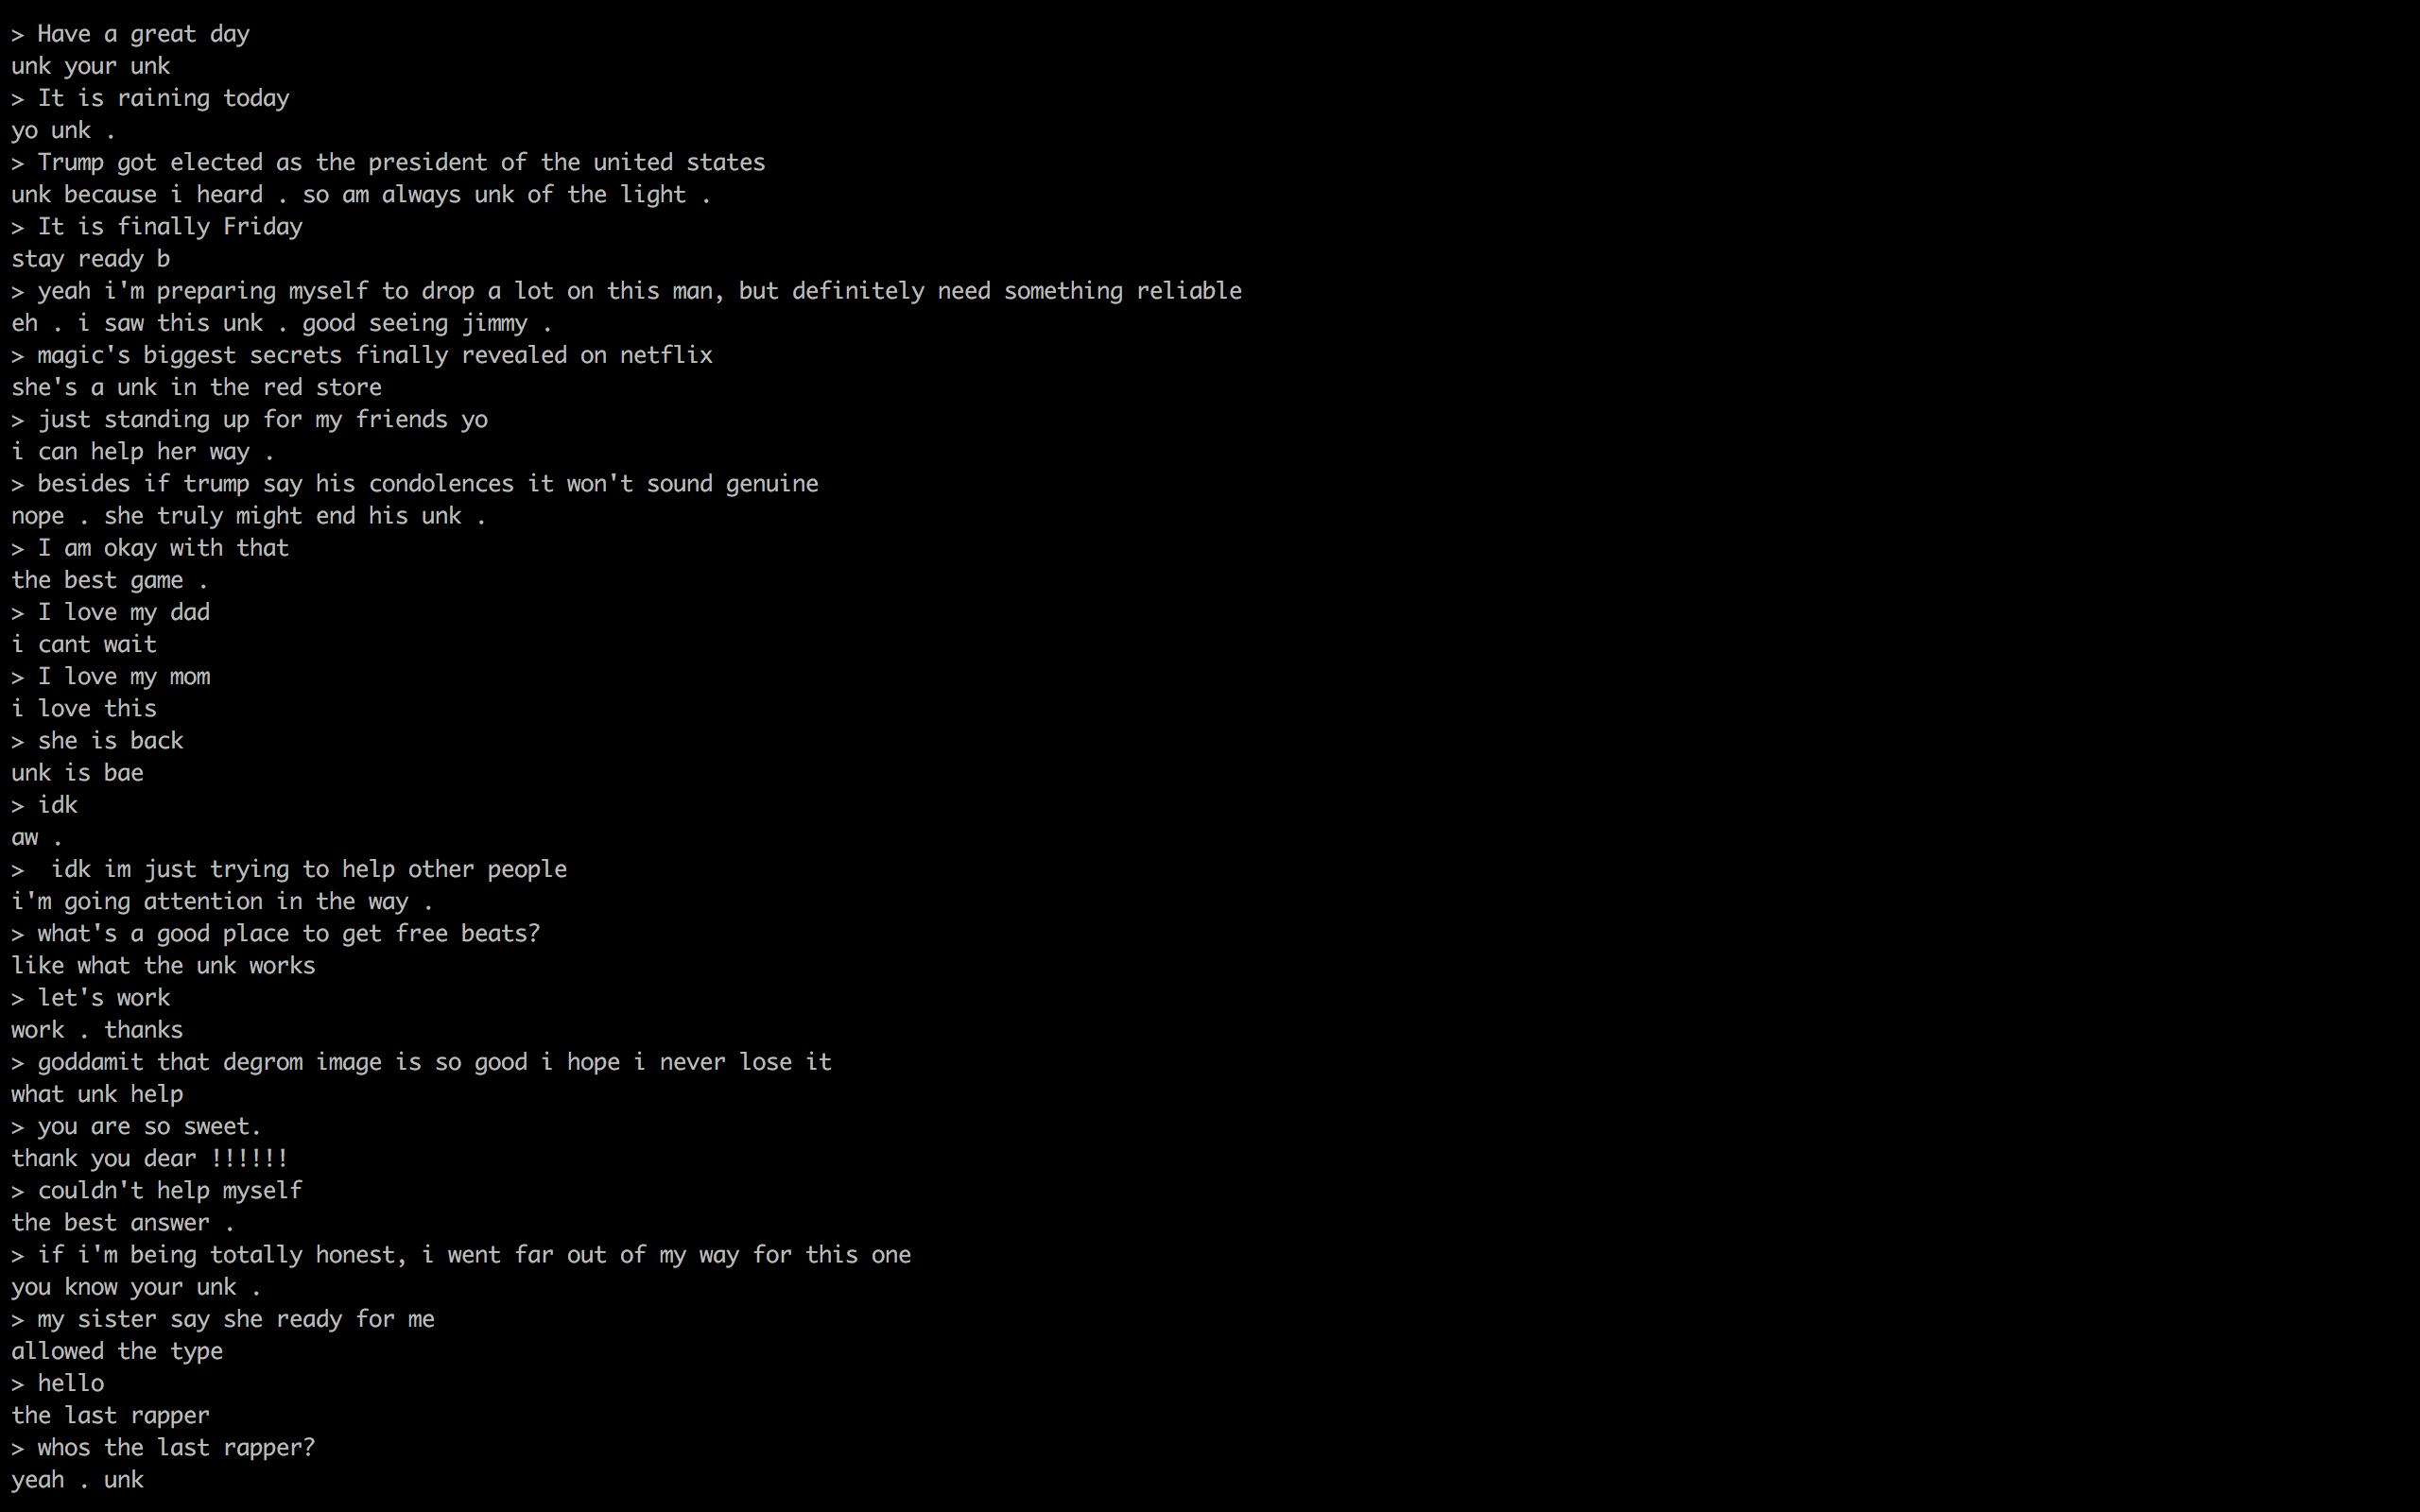 > Have a great day
unk your unk
> It is raining today
yo unk .
> Trump got elected as the president of the united states
unk because i heard . so am always unk of the light .
> It is finally Friday
stay ready b
> yeah i'm preparing myself to drop a lot on this man, but definitely need something reliable
eh . i saw this unk . good seeing jimmy .
> magic's biggest secrets finally revealed on netflix
she's a unk in the red store
> just standing up for my friends yo
i can help her way .
> besides if trump say his condolences it won't sound genuine
nope . she truly might end his unk .
> I am okay with that
the best game .
> I love my dad
i cant wait
> I love my mom
i love this
> she is back
unk is bae
> idk
aw .
>  idk im just trying to help other people
i'm going attention in the way .
> what's a good place to get free beats?
like what the unk works
> let's work
work . thanks
> goddamit that degrom image is so good i hope i never lose it
what unk help
> you are so sweet.
thank you dear !!!!!!
> couldn't help myself
the best answer .
> if i'm being totally honest, i went far out of my way for this one
you know your unk .
> my sister say she ready for me
allowed the type
> hello
the last rapper
> whos the last rapper?
yeah . unk